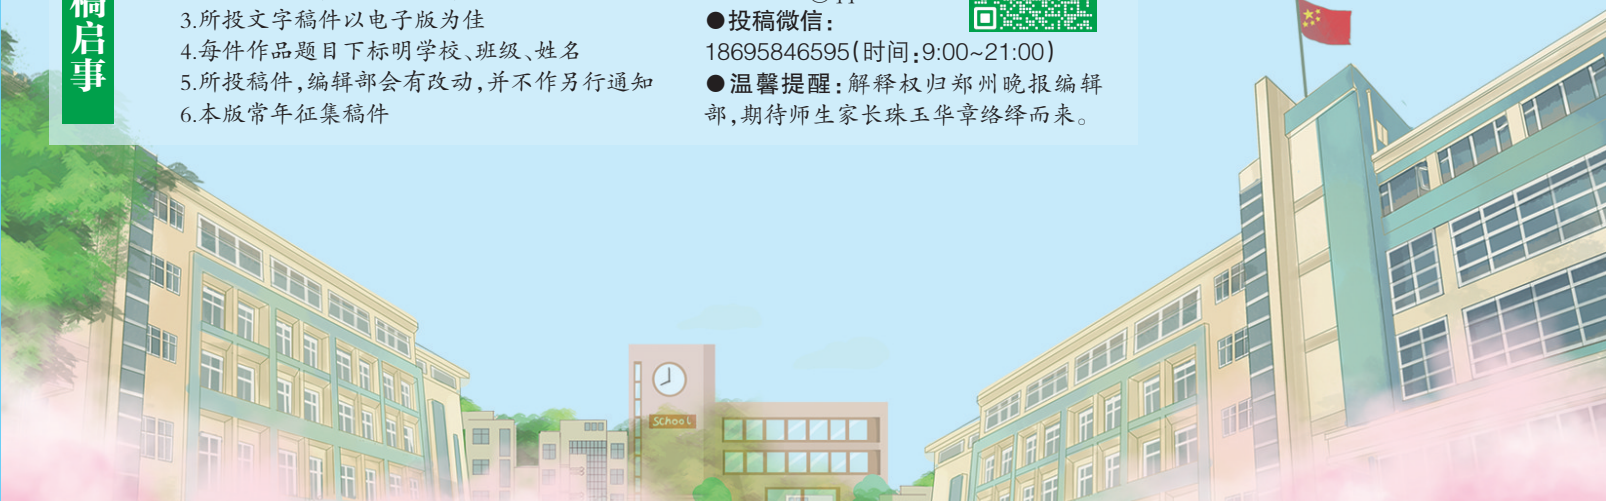 稿启事
3.所投文字稿件以电子版为佳
4.每件作品题目下标明学校、班级、姓名
5.所投稿件,编辑部会有改动,并不作另行通知
6.本版常年征集稿件
●投稿微信:
18695846595(时间:9:00~21:00)
●温馨提醒:解释权归郑州晚报编辑
部,期待师生家长珠玉华章络绎而来。
School